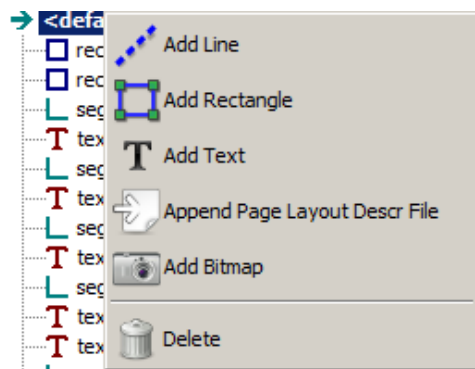 <defa
rec
Add Line
rec
seg
Add Rectangle
tex
seg
Add Text
tex
seg
Append Page Layout Descr File
tex
seg
Add Bitmap
tex
tex
Delete